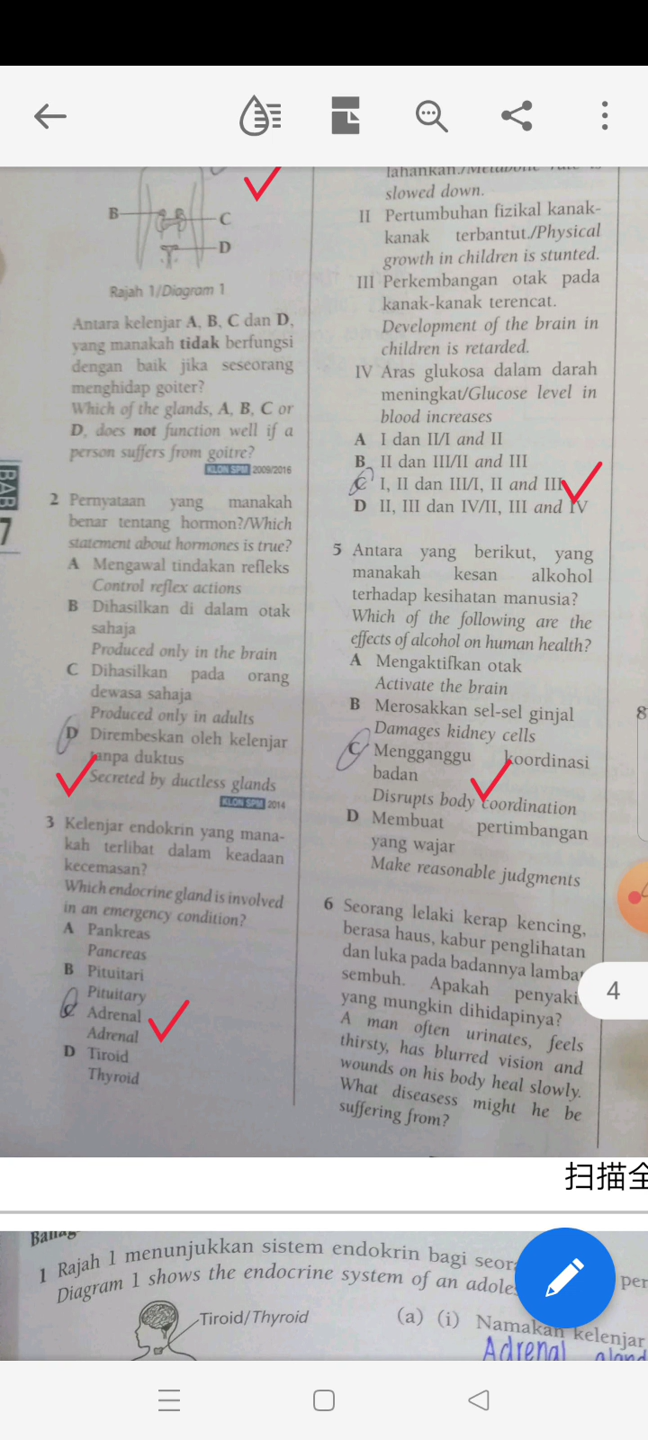 B
C
D
Rajah 1/Diagram 1
Antara kelenjar A, B, C dan D,
yang manakah tidak berfungsi
dengan baik jika seseorang
menghidap goiter?
Which of the glands, A, B, C or
D, does not function well if a
person suffers from goitre?
KLON SPM 2009/2016
BAB
7
2 Pernyataan yang manakah
benar tentang hormon?/Which
statement about hormones is true?
A Mengawal tindakan refleks
Control reflex actions
B Dihasilkan di dalam otak
sahaja
Produced only in the brain
C Dihasilkan pada orang
dewasa sahaja
Produced only in adults
D Dirembeskan oleh kelenjar
tanpa duktus
Secreted by ductless glands
KLON SPM 2014
3 Kelenjar endokrin yang mana-
kah terlibat dalam keadaan
kecemasan?
Which endocrine gland is involved
in an emergency condition?
A Pankreas
Pancreas
B Pituitari
Pituitary
C Adrenal
Adrenal
D Tiroid
Thyroid
slowed down.
II Pertumbuhan fizikal kanak-
kanak terbantut./Physical
growth in children is stunted.
III Perkembangan otak pada
kanak-kanak terencat.
Development of the brain in
children is retarded.
IV Aras glukosa dalam darah
meningkat/Glucose level in
blood increases
A I dan II/I and II
B II dan III/II and III
C I, II dan III/I, II and III
D II, III dan IV/II, III and IV
5 Antara yang berikut, yang
manakah kesan alkohol
terhadap kesihatan manusia?
Which of the following are the
effects of alcohol on human health?
A Mengaktifkan otak
Activate the brain
B Merosakkan sel-sel ginjal
Damages kidney cells
C Mengganggu koordinasi
badan
Disrupts body coordination
D Membuat pertimbangan
yang wajar
Make reasonable judgments
6 Seorang lelaki kerap kencing,
berasa haus, kabur penglihatan
dan luka pada badannya
sembuh. Apakah
yang mungkin dihidapinya?
A man often urinates, feels
thirsty, has blurred vision and
wounds on his body heal slowly.
What diseasess might he be
suffering from?
8
4
扫描全
1 Rajah 1 menunjukkan sistem endokrin bagi
Diagram 1 shows the endocrine system of an
Tiroid/Thyroid
(a) (i) Namakan kelenjar
Adrenal gland